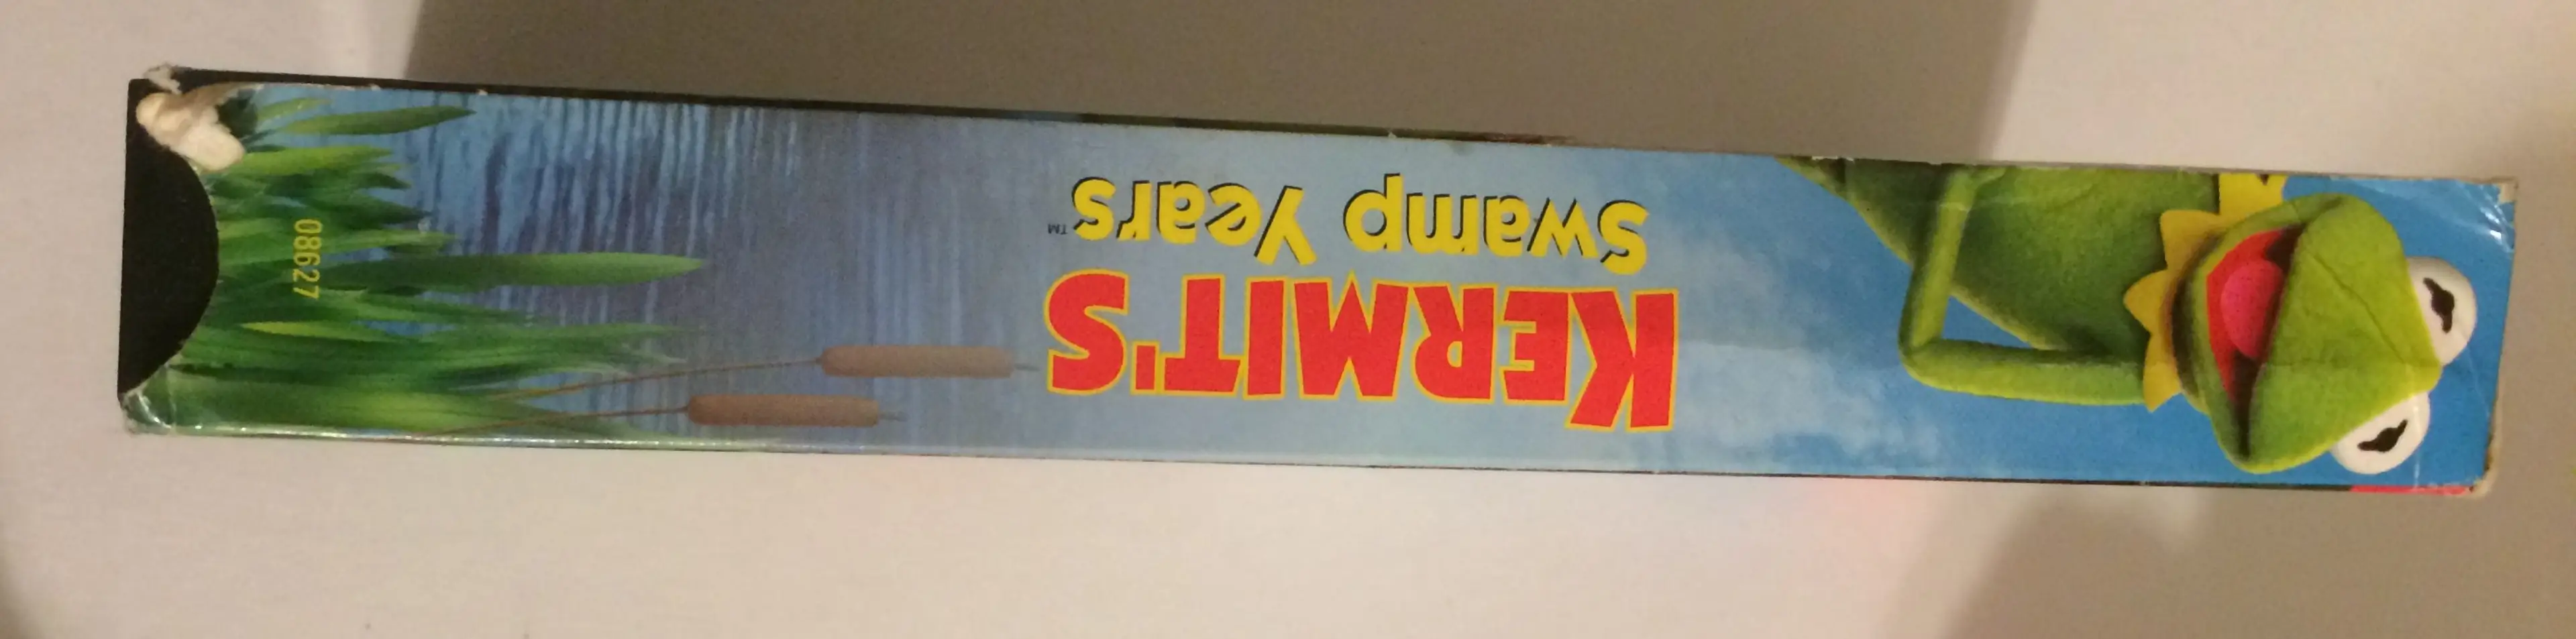 KERMIT'S
Swamp Years™
08627